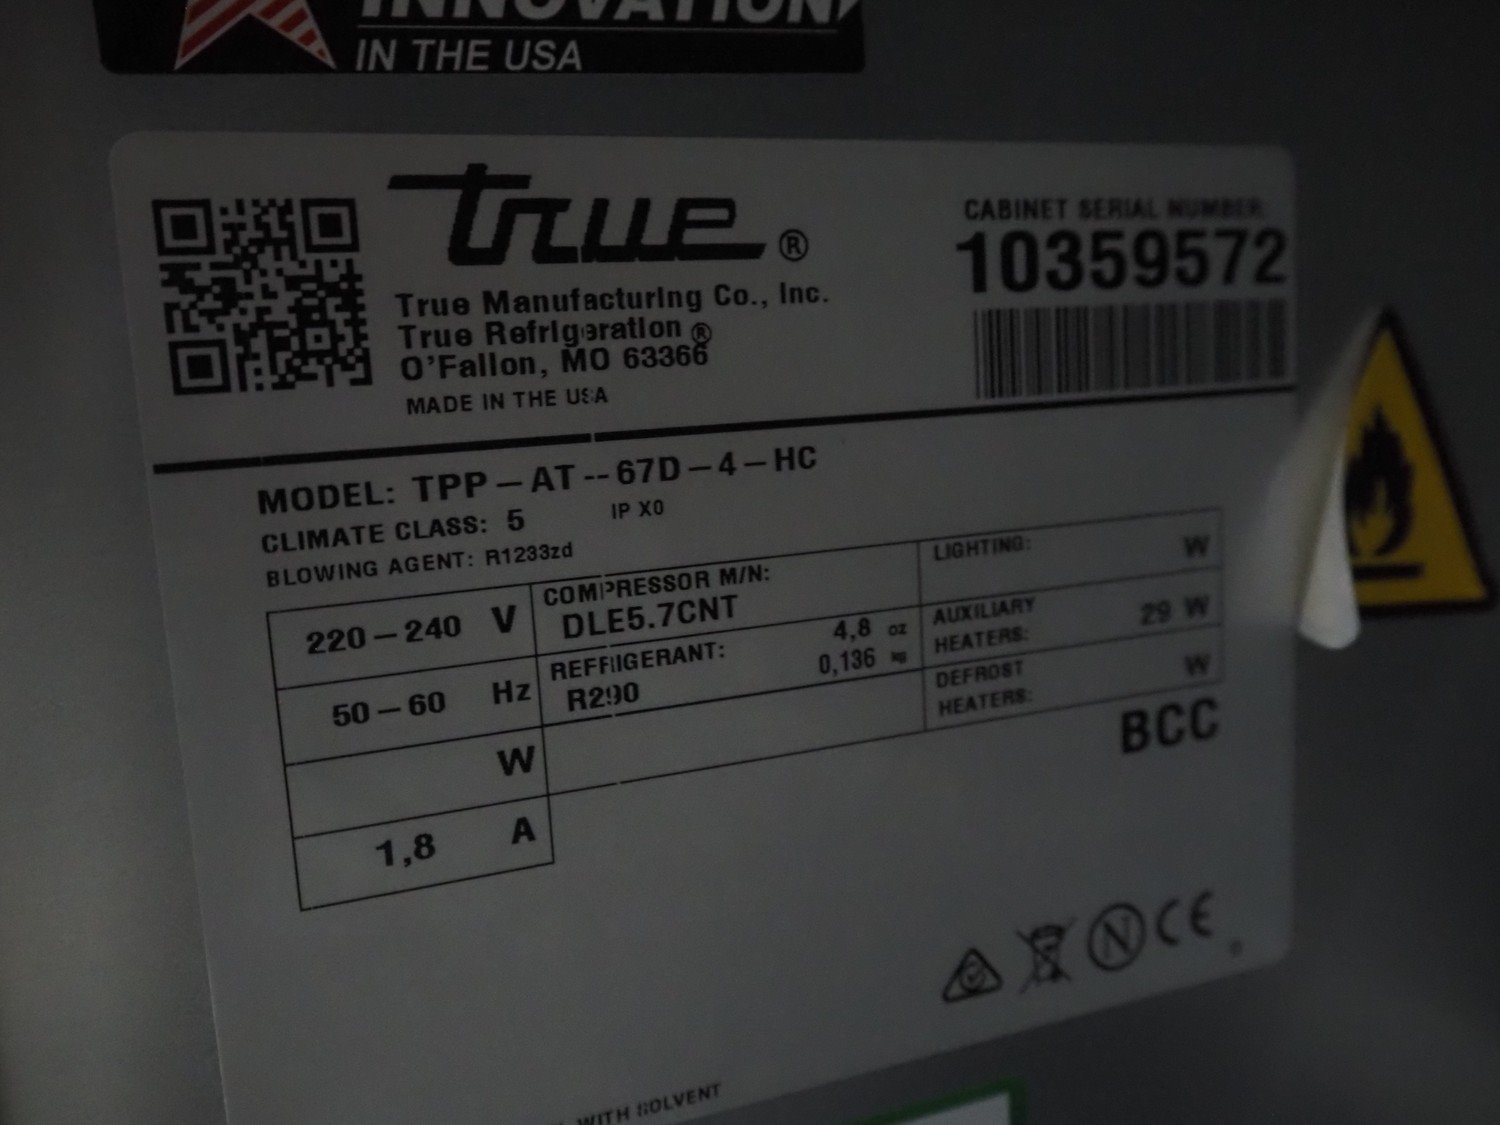 INNOVATION
IN THE USA
true®
True Manufacturing Co., Inc.
True Refrigeration ®
O'Fallon, MO 63366
MADE IN THE USA
CABINET SERIAL NUMBER:
10359572
MODEL: TPP-AT--67D-4-HC
CLIMATE CLASS: 5 IP X0
BLOWING AGENT: R1233zd
220-240 V
50-60 Hz
W
1,8 A
COMPRESSOR M/N:
DLE5.7CNT
REFRIGERANT: 4,8 oz
R290 0,136 kg
LIGHTING: W
AUXILIARY
HEATERS: 29 W
DEFROST
HEATERS: W
BCC
N CE
WITH SOLVENT